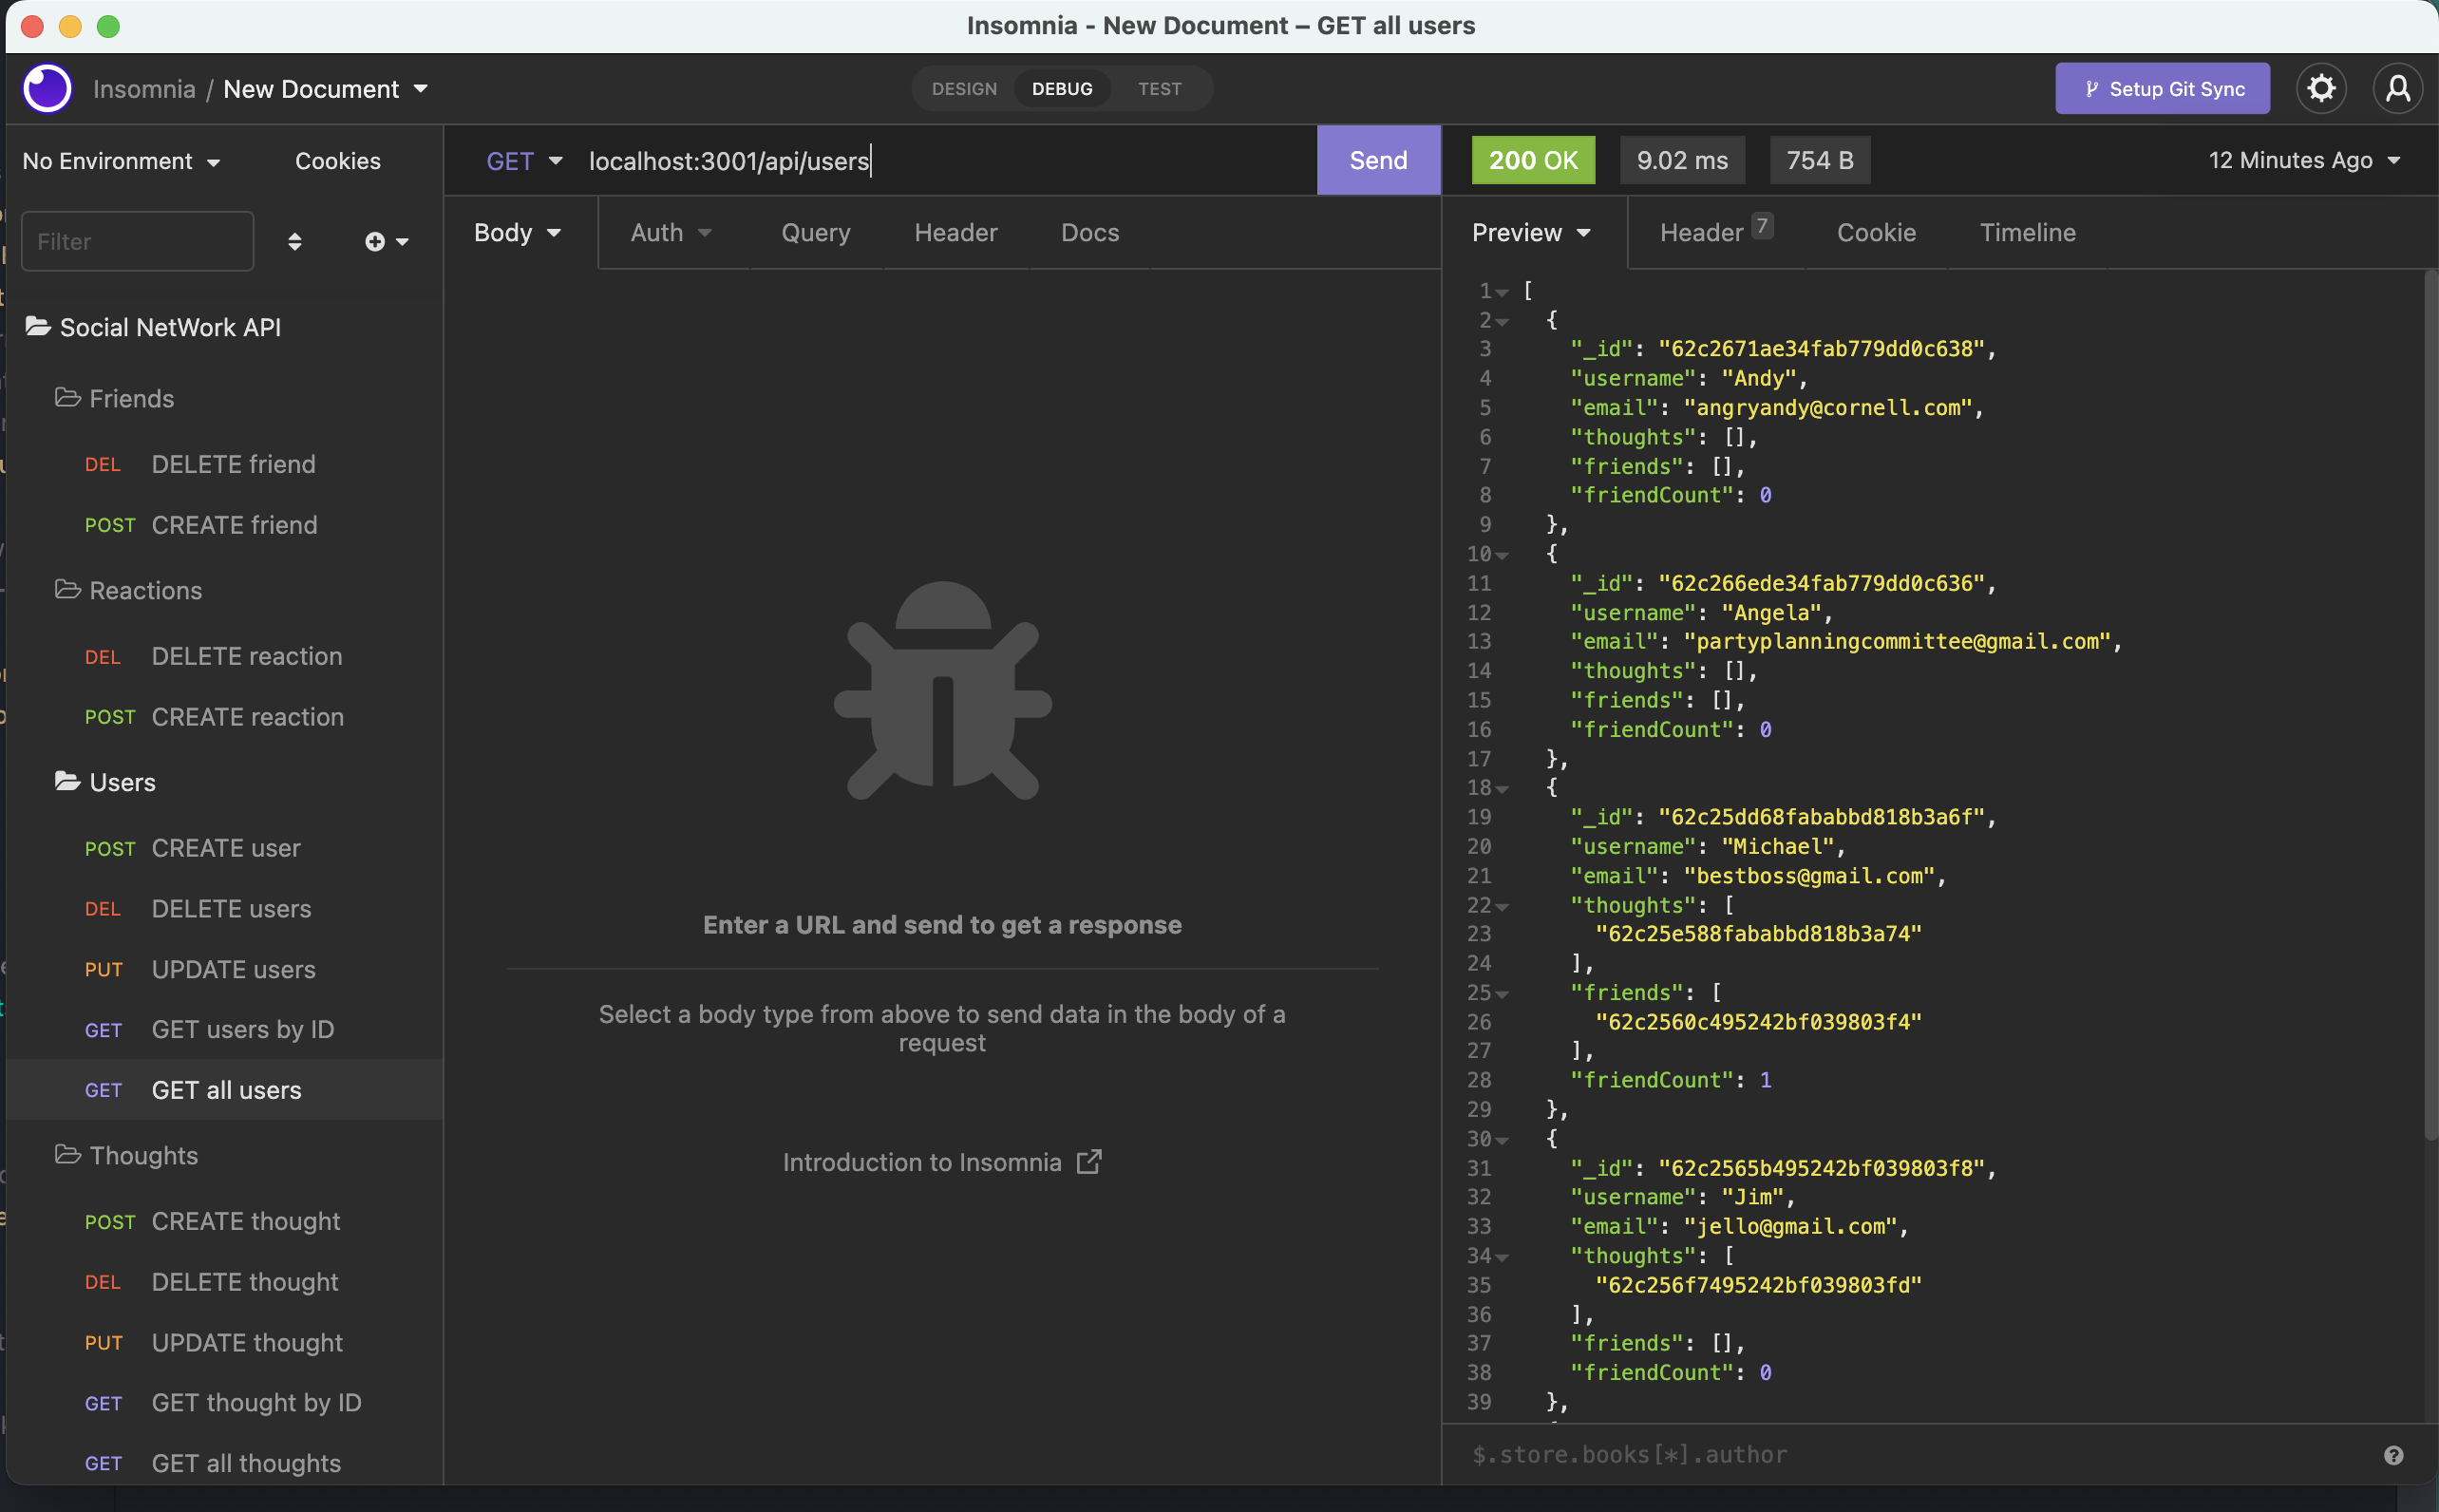 Insomnia - New Document – GET all users
Insomnia / New Document
DESIGN DEBUG TEST
Setup Git Sync
No Environment Cookies
Filter
Social NetWork API
Friends
DEL DELETE friend
POST CREATE friend
Reactions
DEL DELETE reaction
POST CREATE reaction
Users
POST CREATE user
DEL DELETE users
PUT UPDATE users
GET GET users by ID
GET GET all users
Thoughts
POST CREATE thought
DEL DELETE thought
PUT UPDATE thought
GET GET thought by ID
GET GET all thoughts
GET localhost:3001/api/users Send
Body Auth Query Header Docs
Enter a URL and send to get a response
Select a body type from above to send data in the body of a
request
Introduction to Insomnia
200 OK 9.02 ms 754 B 12 Minutes Ago
Preview Header 7 Cookie Timeline
1 [
2 {
3 "_id": "62c2671ae34fab779dd0c638",
4 "username": "Andy",
5 "email": "angryandy@cornell.com",
6 "thoughts": [],
7 "friends": [],
8 "friendCount": 0
9 },
10 {
11 "_id": "62c266ede34fab779dd0c636",
12 "username": "Angela",
13 "email": "partyplanningcommittee@gmail.com",
14 "thoughts": [],
15 "friends": [],
16 "friendCount": 0
17 },
18 {
19 "_id": "62c25dd68fababbd818b3a6f",
20 "username": "Michael",
21 "email": "bestboss@gmail.com",
22 "thoughts": [
23 "62c25e588fababbd818b3a74"
24 ],
25 "friends": [
26 "62c2560c495242bf039803f4"
27 ],
28 "friendCount": 1
29 },
30 {
31 "_id": "62c2565b495242bf039803f8",
32 "username": "Jim",
33 "email": "jello@gmail.com",
34 "thoughts": [
35 "62c256f7495242bf039803fd"
36 ],
37 "friends": [],
38 "friendCount": 0
39 },
$.store.books[*].author